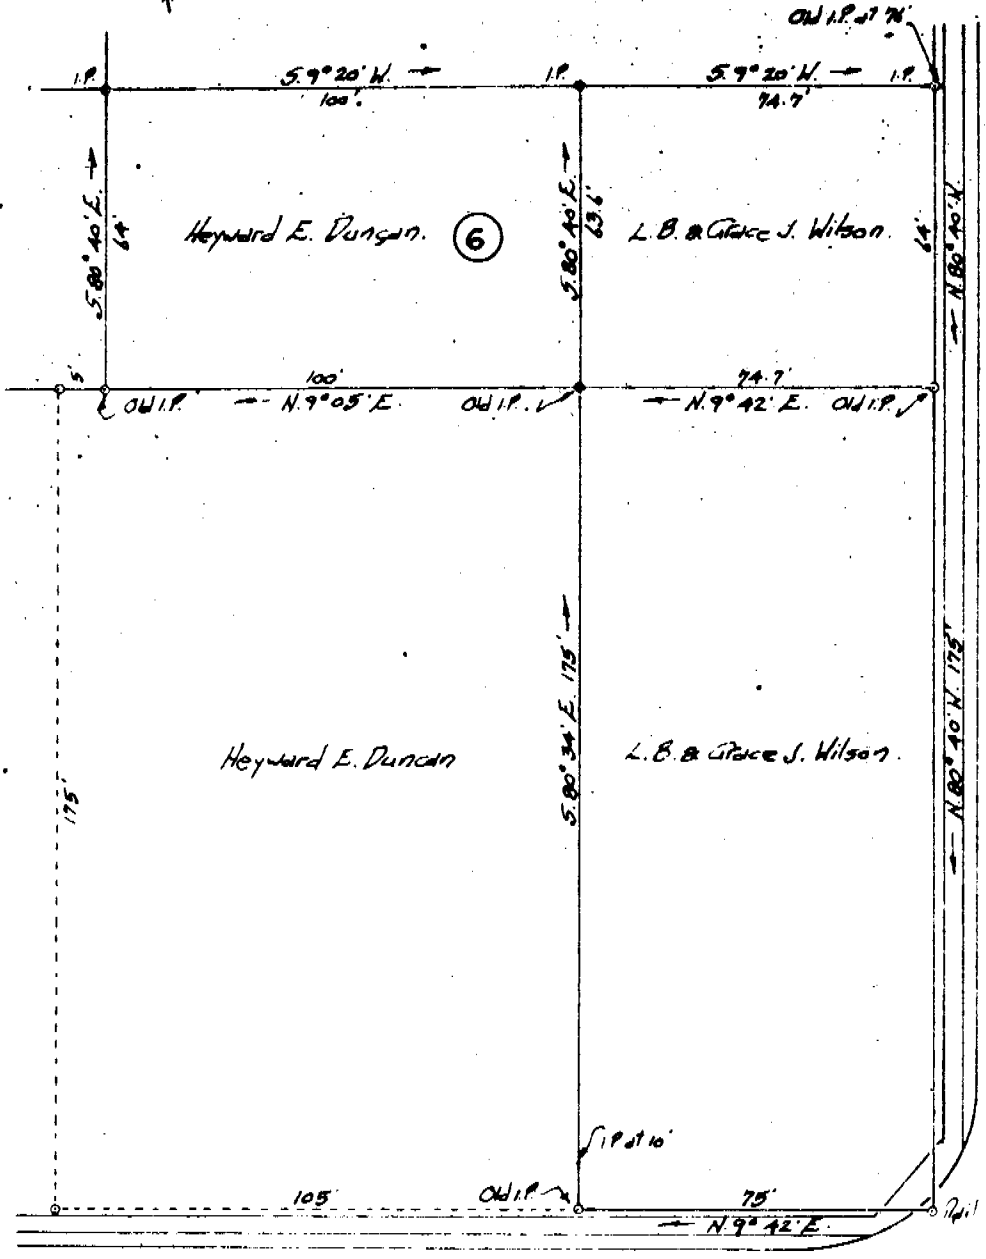 Old I.P. at 76'
I.P.
S. 9° 20' W.
100'.
I.P.
S. 9° 20' W.
74.7'
I.P.
S. 80° 40' E.
64'
Heyward E. Duncan.
6
S. 80° 40' E.
63.6'
L. B. & Grace J. Wilson.
64'
N. 80° 40' W.
5'
100'
74.7'
Old I.P.
N. 9° 05' E.
Old I.P.
N. 9° 42' E.
Old I.P.
175'
Heyward E. Duncan
S. 80° 34' E. 175'
L. B. & Grace J. Wilson.
N. 80° 40' W. 175'
I.P. at 10'
105'
Old I.P.
75'
N. 9° 42' E.